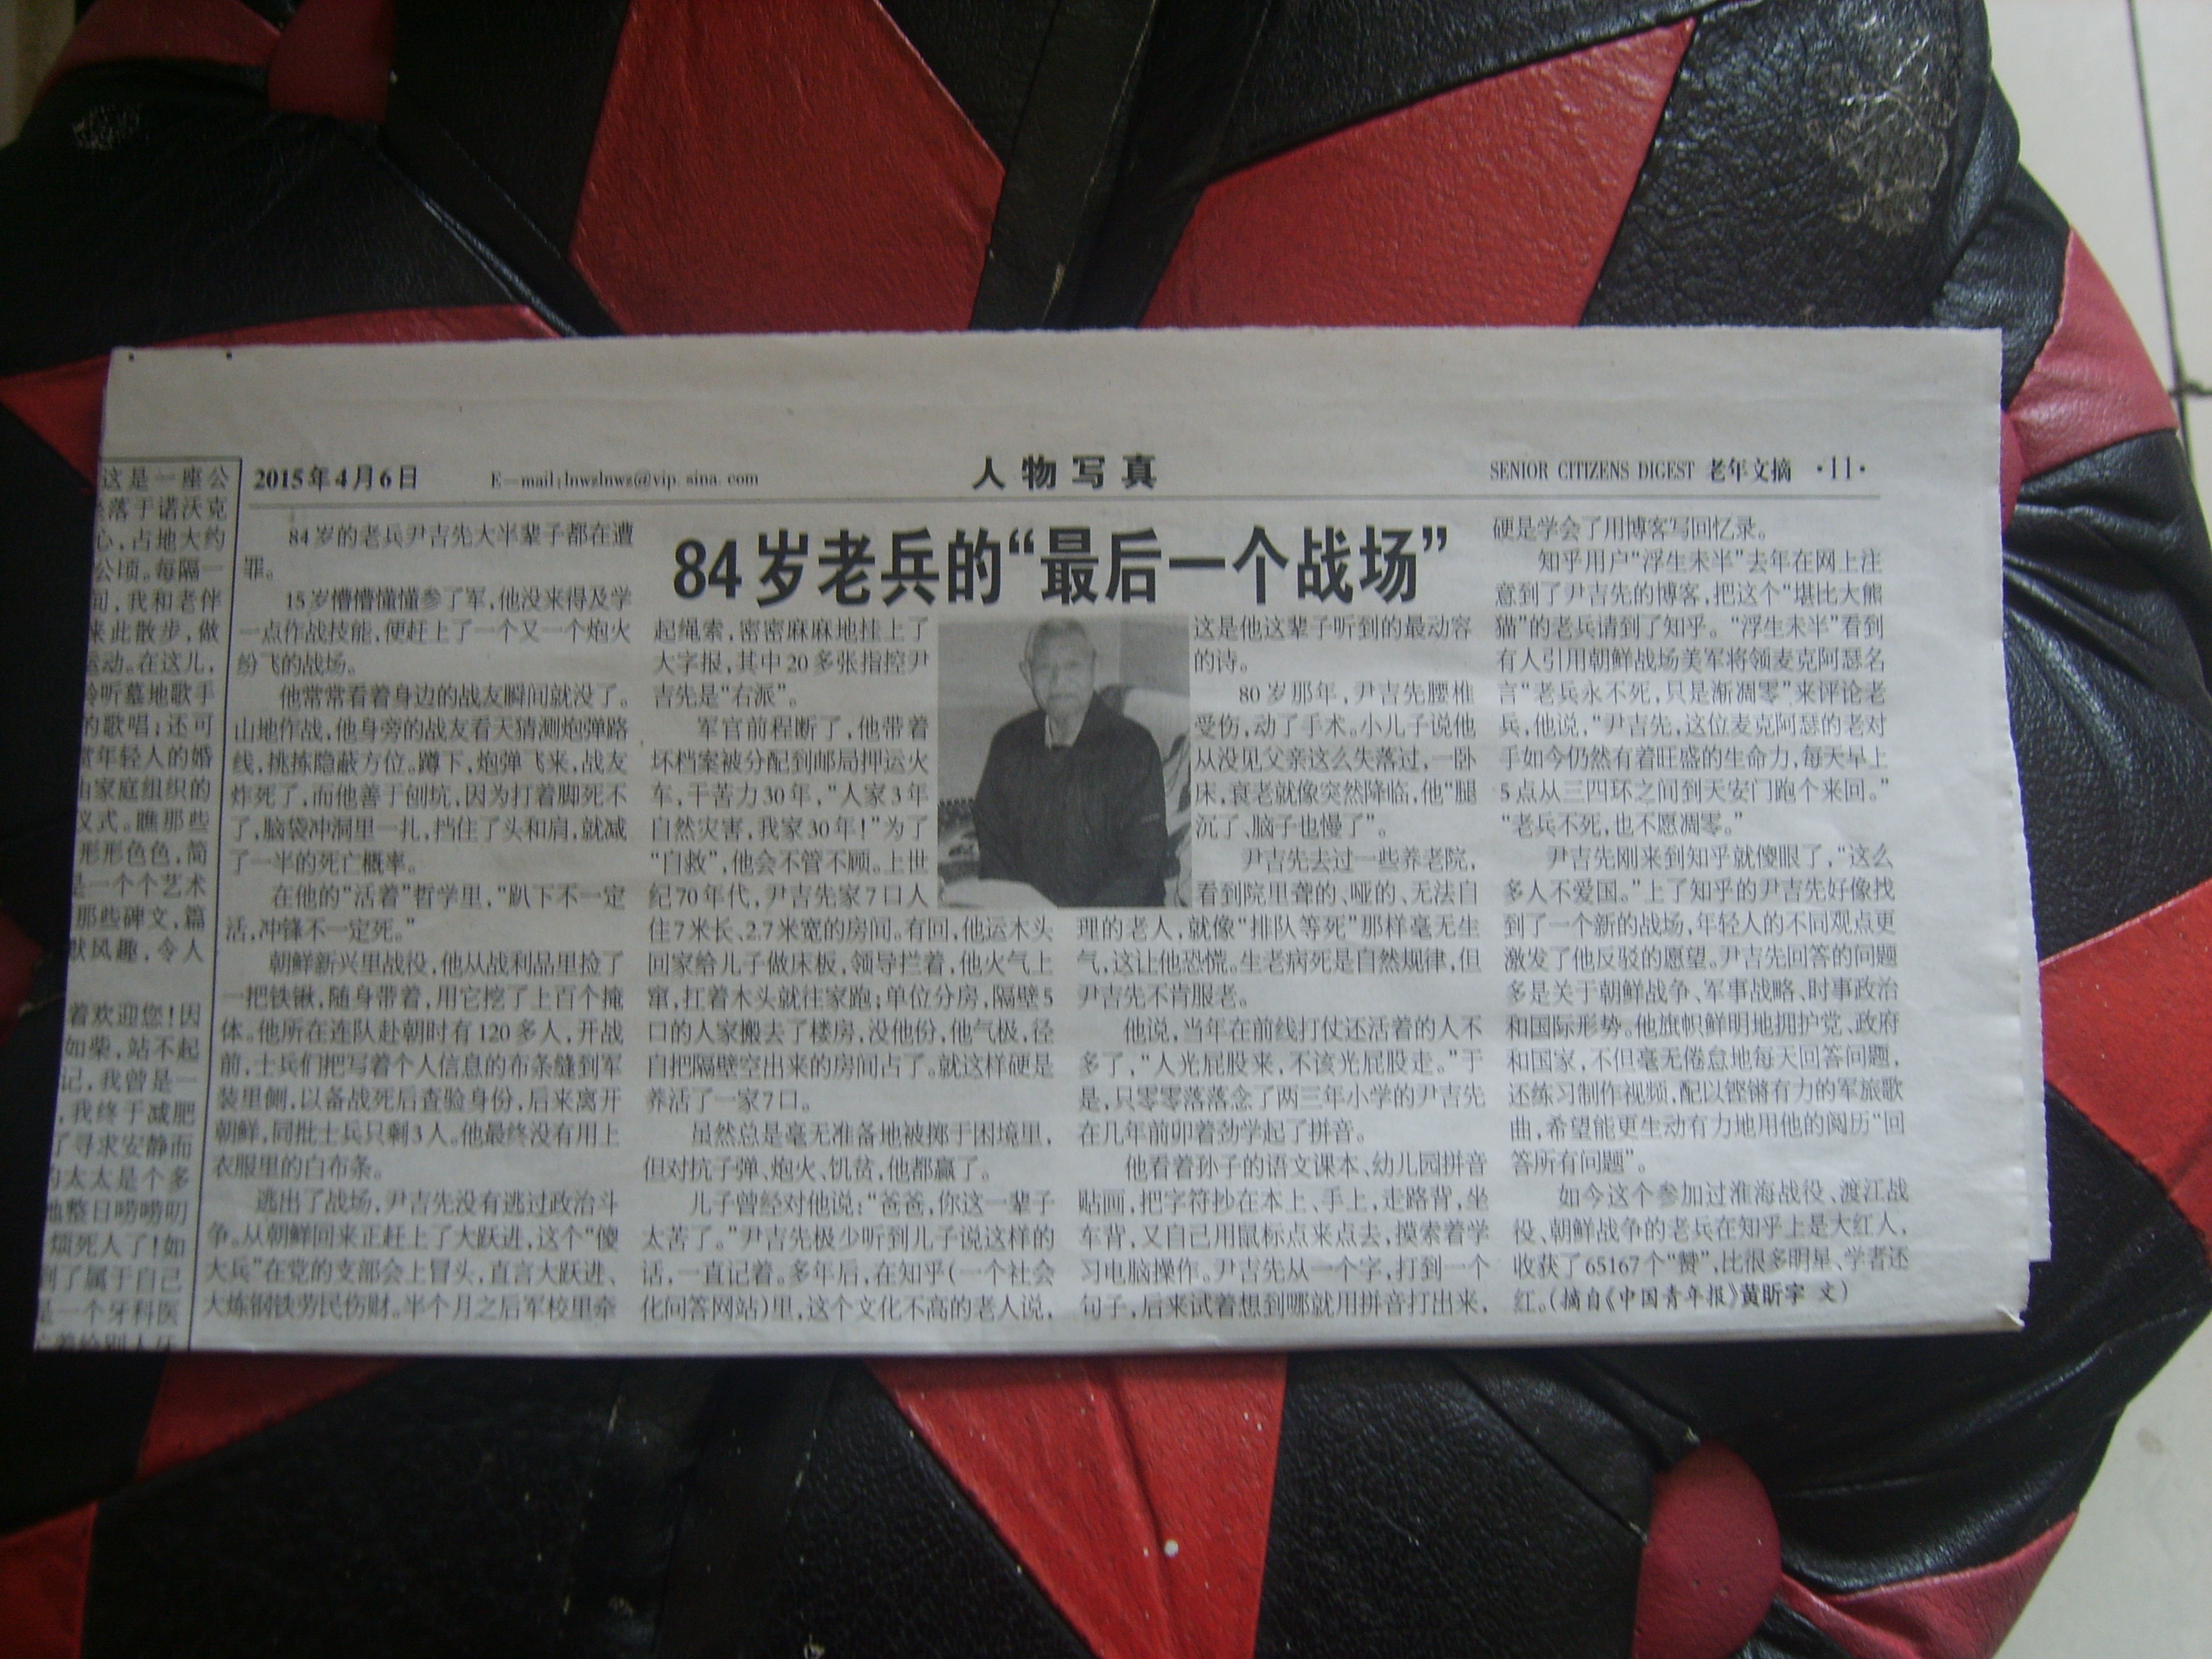 2015年4月6日
E-mail:lnwzlnwz@vip.sina.com
人物写真
SENIOR CITIZENS DIGEST 老年文摘 ·11·
这是一座公
落于诺沃克
心,占地大约
公顷。每隔一
间,我和老伴
来此散步,做
运动。在这儿,
聆听墓地歌手
的歌唱;还可
赏年轻人的婚
由家庭组织的
仪式。瞧那些
形形色色,简
是一个个艺术
那些碑文,篇
默风趣,令人
着欢迎您!因
如柴,站不起
记,我曾是一
,我终于减肥
了寻求安静而
的太太是个多
她整日唠唠叨
烦死人了!如
到了属于自己
是一个牙科医
84岁老兵的“最后一个战场”
84岁的老兵尹吉先大半辈子都在遭
罪。
15岁懵懵懂懂参了军,他没来得及学
一点作战技能,便赶上了一个又一个炮火
纷飞的战场。
他常常看着身边的战友瞬间就没了。
山地作战,他身旁的战友看天猜测炮弹路
线,挑拣隐蔽方位。蹲下,炮弹飞来,战友
炸死了,而他善于刨坑,因为打着脚死不
了,脑袋冲洞里一扎,挡住了头和肩,就减
了一半的死亡概率。
在他的“活着”哲学里,“趴下不一定
活,冲锋不一定死。”
朝鲜新兴里战役,他从战利品里捡了
一把铁锹,随身带着,用它挖了上百个掩
体。他所在连队赴朝时有120多人,开战
前,士兵们把写着个人信息的布条缝到军
装里侧,以备战死后查验身份,后来离开
朝鲜,同批士兵只剩3人。他最终没有用上
衣服里的白布条。
逃出了战场,尹吉先没有逃过政治斗
争。从朝鲜回来正赶上了大跃进,这个“傻
大兵”在党的支部会上冒头,直言大跃进、
大炼钢铁劳民伤财。半个月之后军校里牵
起绳索,密密麻麻地挂上了
大字报,其中20多张指控尹
吉先是“右派”。
军官前程断了,他带着
坏档案被分配到邮局押运火
车,干苦力30年,“人家3年
自然灾害,我家30年!”为了
“自救”,他会不管不顾。上世
纪70年代,尹吉先家7口人
住7米长、2.7米宽的房间。有回,他运木头
回家给儿子做床板,领导拦着,他火气上
窜,扛着木头就往家跑;单位分房,隔壁5
口的人家搬去了楼房,没他份,他气极,径
自把隔壁空出来的房间占了。就这样硬是
养活了一家7口。
虽然总是毫无准备地被掷于困境里,
但对抗子弹、炮火、饥贫,他都赢了。
儿子曾经对他说:“爸爸,你这一辈子
太苦了。”尹吉先极少听到儿子说这样的
话,一直记着。多年后,在知乎(一个社会
化问答网站)里,这个文化不高的老人说,
这是他这辈子听到的最动容
的诗。
80岁那年,尹吉先腰椎
受伤,动了手术。小儿子说他
从没见父亲这么失落过,一卧
床,衰老就像突然降临,他“腿
沉了、脑子也慢了”。
尹吉先去过一些养老院,
看到院里聋的、哑的、无法自
理的老人,就像“排队等死”那样毫无生
气,这让他恐慌。生老病死是自然规律,但
尹吉先不肯服老。
他说,当年在前线打仗还活着的人不
多了,“人光屁股来,不该光屁股走。”于
是,只零零落落念了两三年小学的尹吉先
在几年前卯着劲学起了拼音。
他看着孙子的语文课本、幼儿园拼音
贴画,把字符抄在本上、手上,走路背,坐
车背,又自己用鼠标点来点去,摸索着学
习电脑操作。尹吉先从一个字,打到一个
句子,后来试着想到哪就用拼音打出来,
硬是学会了用博客写回忆录。
知乎用户“浮生未半”去年在网上注
意到了尹吉先的博客,把这个“堪比大熊
猫”的老兵请到了知乎。“浮生未半”看到
有人引用朝鲜战场美军将领麦克阿瑟名
言“老兵永不死,只是渐凋零”来评论老
兵,他说,“尹吉先,这位麦克阿瑟的老对
手如今仍然有着旺盛的生命力,每天早上
5点从三四环之间到天安门跑个来回。”
“老兵不死,也不愿凋零。”
尹吉先刚来到知乎就傻眼了,“这么
多人不爱国。”上了知乎的尹吉先好像找
到了一个新的战场,年轻人的不同观点更
激发了他反驳的愿望。尹吉先回答的问题
多是关于朝鲜战争、军事战略、时事政治
和国际形势。他旗帜鲜明地拥护党、政府
和国家,不但毫无倦怠地每天回答问题,
还练习制作视频,配以铿锵有力的军旅歌
曲,希望能更生动有力地用他的阅历“回
答所有问题”。
如今这个参加过淮海战役、渡江战
役、朝鲜战争的老兵在知乎上是大红人,
收获了65167个“赞”,比很多明星、学者还
红。(摘自《中国青年报》黄昕宇 文)